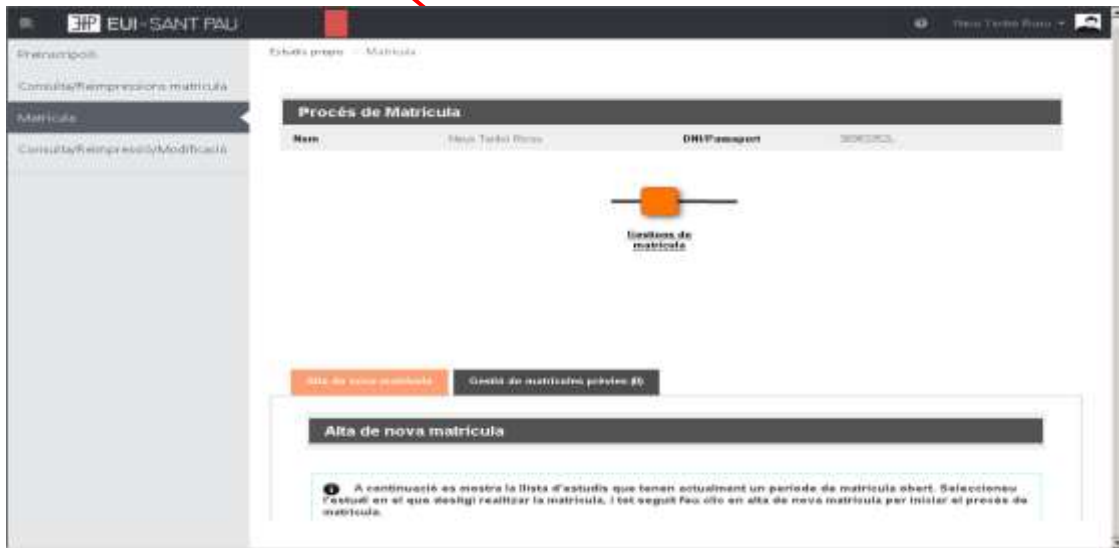 EUI-SANT PAU
Preinscripció
Estudis propis Matrícula
Consulta/Reimpressions matrícula
Matrícula
Procés de Matrícula
Consulta/Reimpressió/Modificació
Nom
DNI/Passaport
Gestions de
matrícula
Alta de nova matrícula Gestió de matrícules prèvies (0)
Alta de nova matrícula
A continuació es mostra la llista d'estudis que tenen actualment un període de matrícula obert. Seleccioneu
l'estudi en el que desitgi realitzar la matrícula, i tot seguit feu clic en alta de nova matrícula per iniciar el procés de
matrícula.